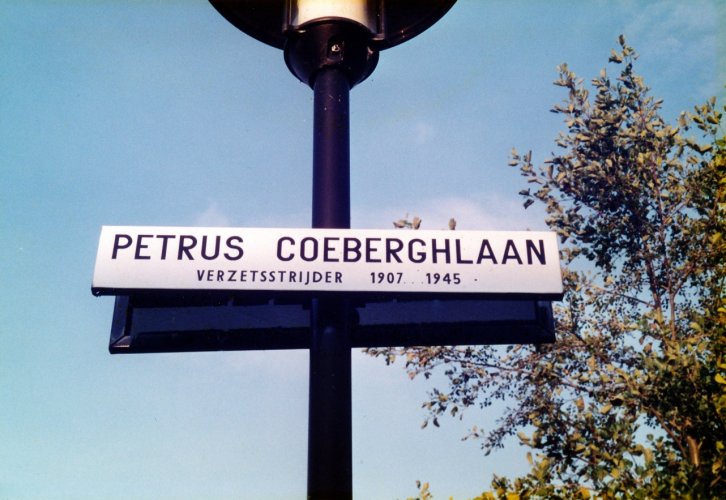 PETRUS COEBERGHLAAN
VERZETSSTRIJDER 1907...1945